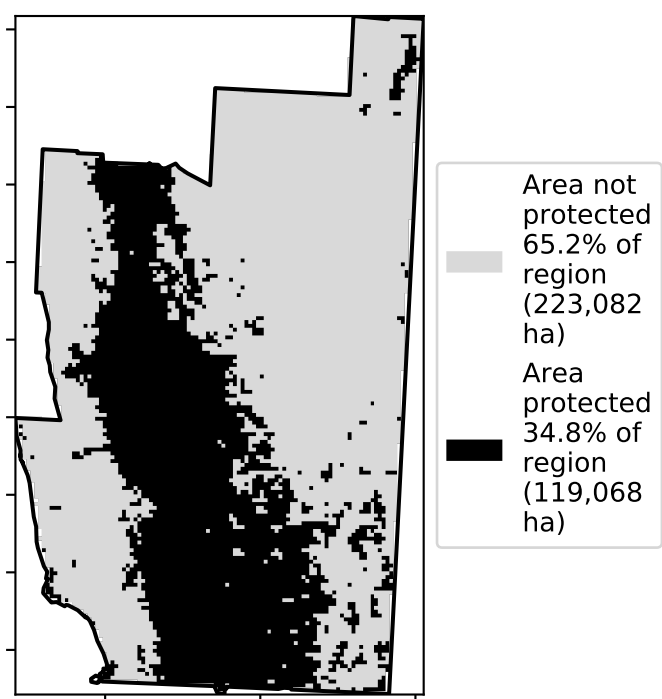 Area not
protected
65.2% of
region
(223,082
ha)
Area
protected
34.8% of
region
(119,068
ha)